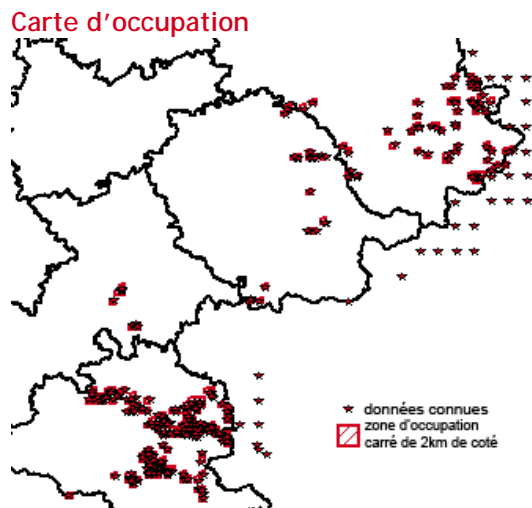 Carte d'occupation
données connues
zone d'occupation
carré de 2km de coté